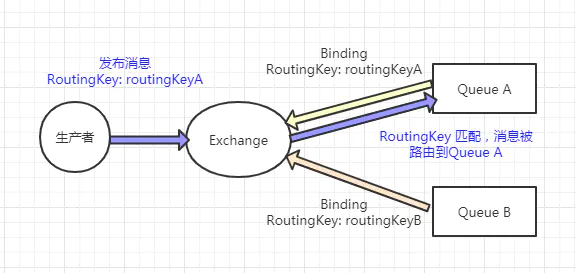 发布消息
RoutingKey: routingKeyA
Binding
RoutingKey: routingKeyA
Queue A
生产者
Exchange
RoutingKey 匹配，消息被
路由到Queue A
Binding
RoutingKey: routingKeyB
Queue B